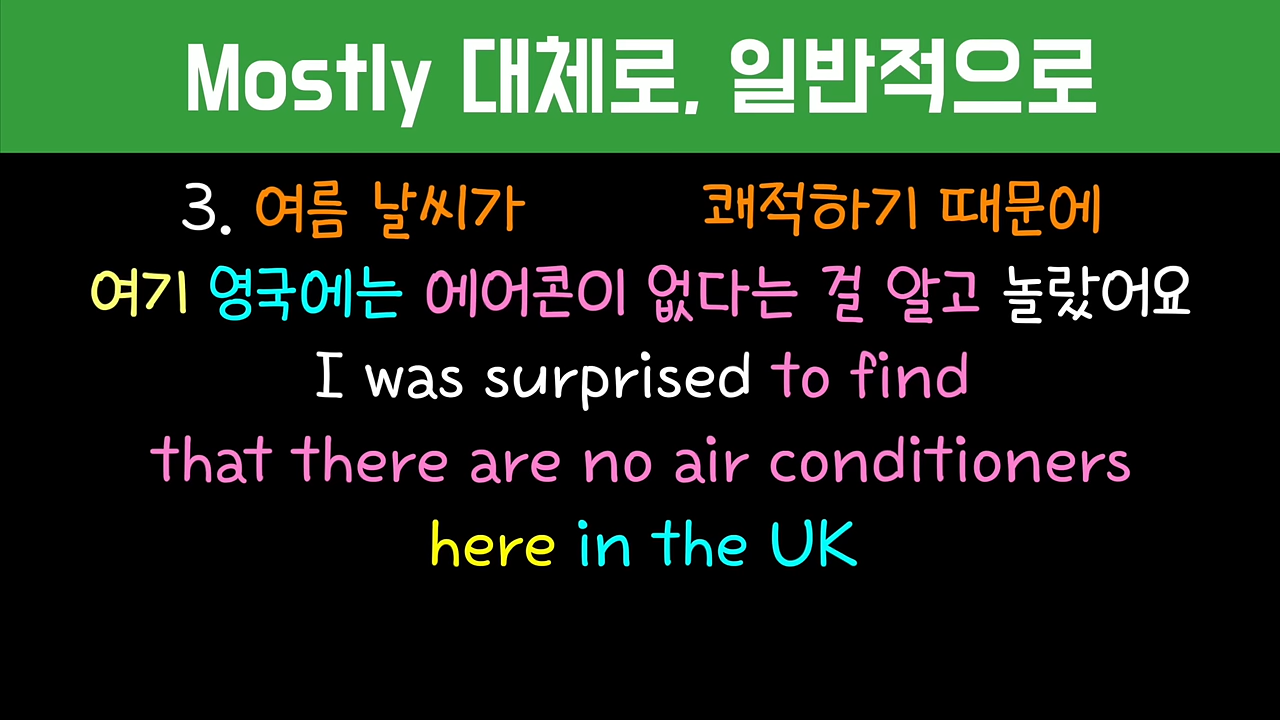 Mostly 대체로, 일반적으로
3. 여름 날씨가 쾌적하기 때문에
여기 영국에는 에어콘이 없다는 걸 알고 놀랐어요
I was surprised to find
that there are no air conditioners
here in the UK